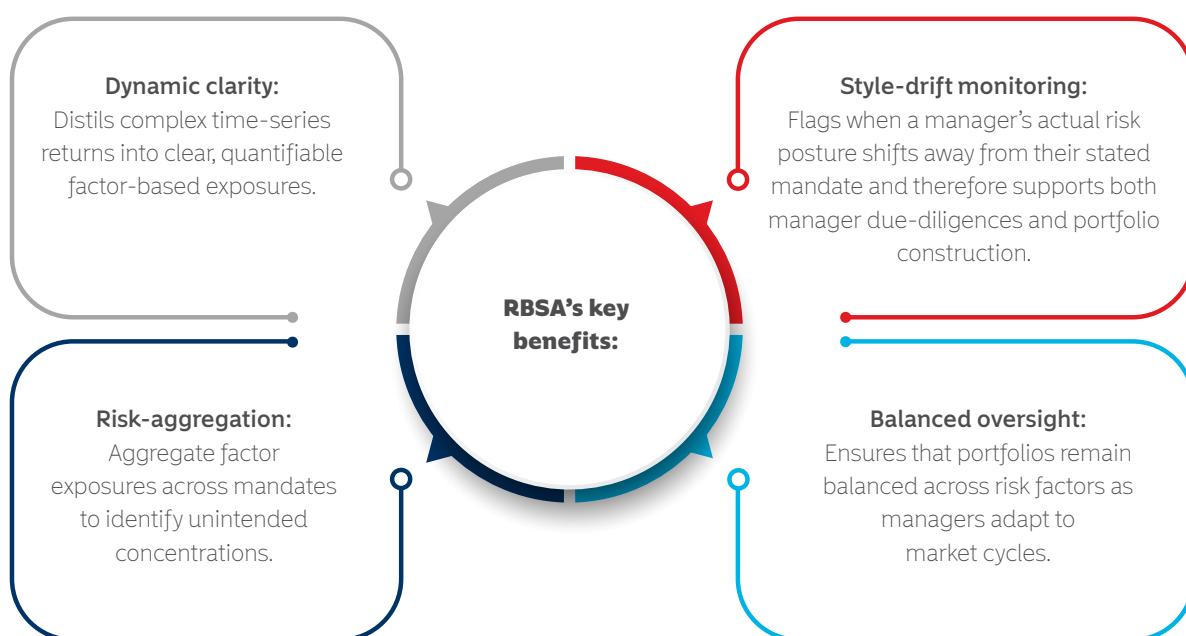 Dynamic clarity:
Distils complex time-series
returns into clear, quantifiable
factor-based exposures.
Style-drift monitoring:
Flags when a manager's actual risk
posture shifts away from their stated
mandate and therefore supports both
manager due-diligences and portfolio
construction.
RBSA's key
benefits:
Risk-aggregation:
Aggregate factor
exposures across mandates
to identify unintended
concentrations.
Balanced oversight:
Ensures that portfolios remain
balanced across risk factors as
managers adapt to
market cycles.